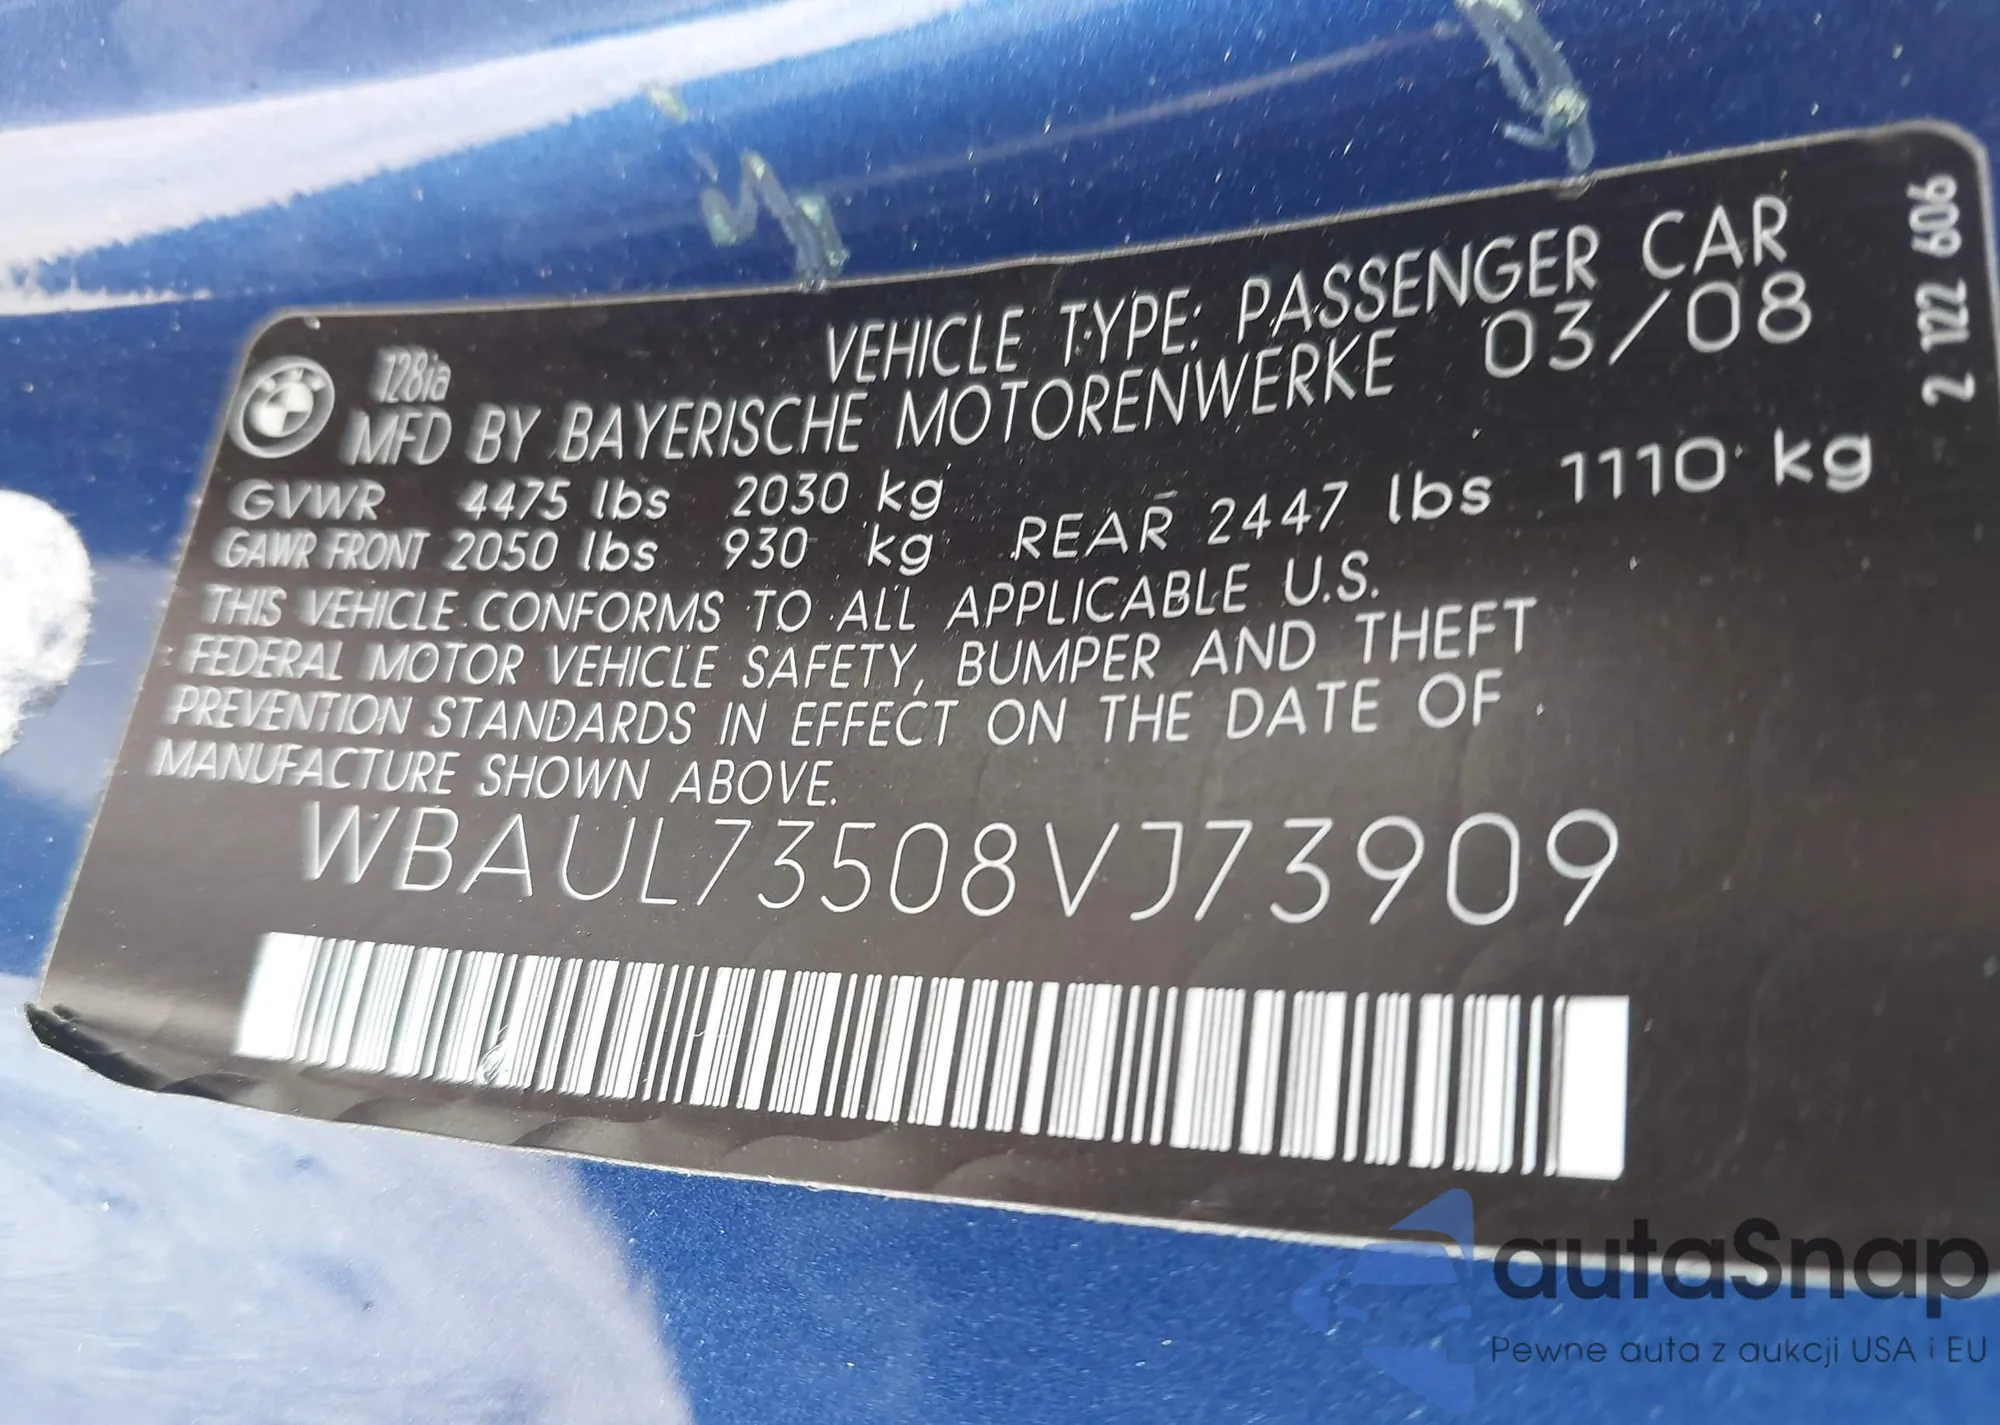 128ia
VEHICLE TYPE: PASSENGER CAR
MFD BY BAYERISCHE MOTORENWERKE 03/08
GVWR 4475 lbs 2030 kg
GAWR FRONT 2050 lbs 930 kg REAR 2447 lbs 1110 kg
THIS VEHICLE CONFORMS TO ALL APPLICABLE U.S.
FEDERAL MOTOR VEHICLE SAFETY, BUMPER AND THEFT
PREVENTION STANDARDS IN EFFECT ON THE DATE OF
MANUFACTURE SHOWN ABOVE.
WBAUL73508VJ73909
2 122 606
autaSnap
Pewne auta z aukcji USA i EU